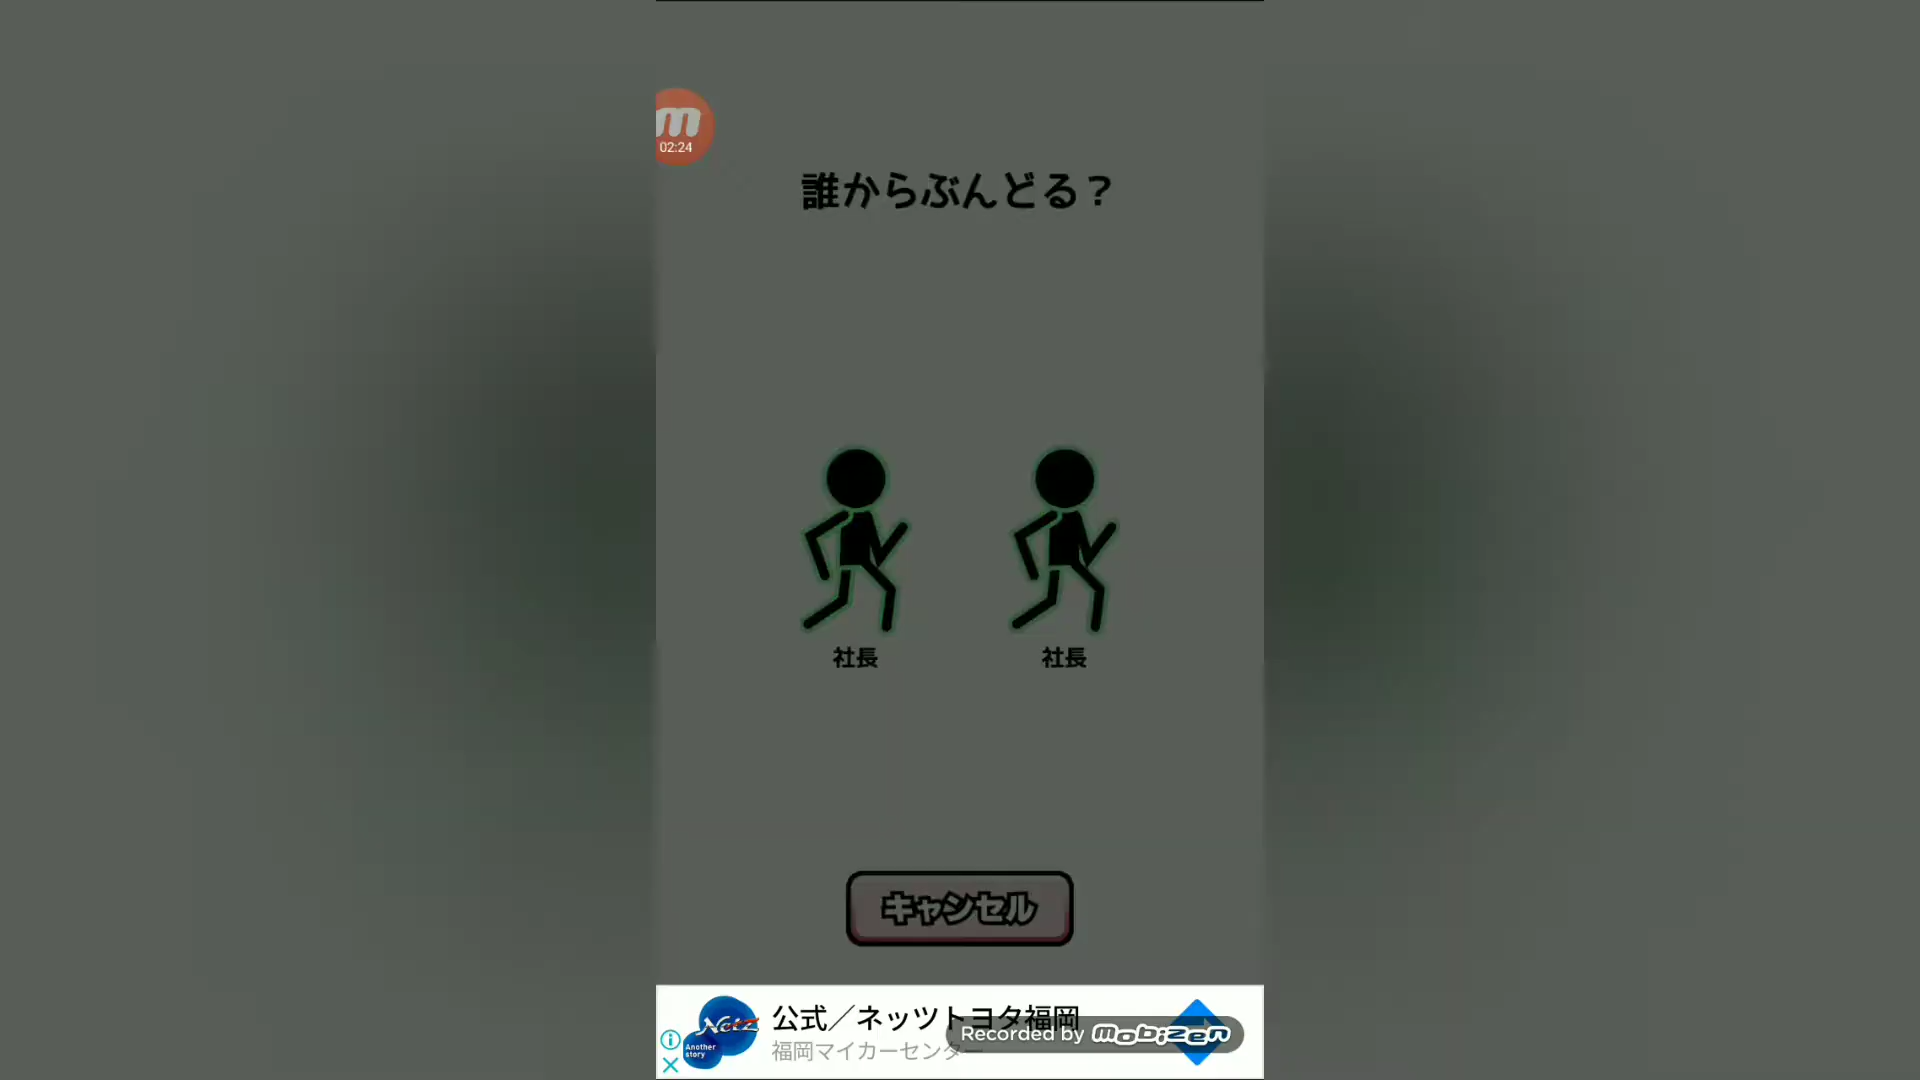 m
02:24
誰からぶんどる？
社長
社長
キャンセル
Netz
Another
story
公式／ネッツトヨタ福岡
福岡マイカーセンター
Recorded by mobizen